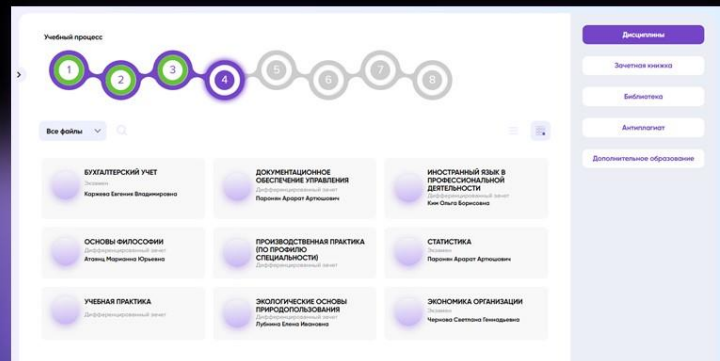 Учебный процесс
1 2 3 4 5 6 7 8
Все файлы
Дисциплины
Зачетная книжка
Библиотека
Антиплагиат
Дополнительное образование
БУХГАЛТЕРСКИЙ УЧЕТ
Экзамен
Каржева Евгения Владимировна
ДОКУМЕНТАЦИОННОЕ
ОБЕСПЕЧЕНИЕ УПРАВЛЕНИЯ
Дифференцированный зачет
Паронян Арарат Артюшович
ИНОСТРАННЫЙ ЯЗЫК В
ПРОФЕССИОНАЛЬНОЙ
ДЕЯТЕЛЬНОСТИ
Дифференцированный зачет
Ким Ольга Борисовна
ОСНОВЫ ФИЛОСОФИИ
Дифференцированный зачет
Атаянц Марианна Юрьевна
ПРОИЗВОДСТВЕННАЯ ПРАКТИКА
(ПО ПРОФИЛЮ
СПЕЦИАЛЬНОСТИ)
Дифференцированный зачет
СТАТИСТИКА
Экзамен
Паронян Арарат Артюшович
УЧЕБНАЯ ПРАКТИКА
Дифференцированный зачет
ЭКОЛОГИЧЕСКИЕ ОСНОВЫ
ПРИРОДОПОЛЬЗОВАНИЯ
Дифференцированный зачет
Лубнина Елена Ивановна
ЭКОНОМИКА ОРГАНИЗАЦИИ
Экзамен
Чернова Светлана Геннадьевна